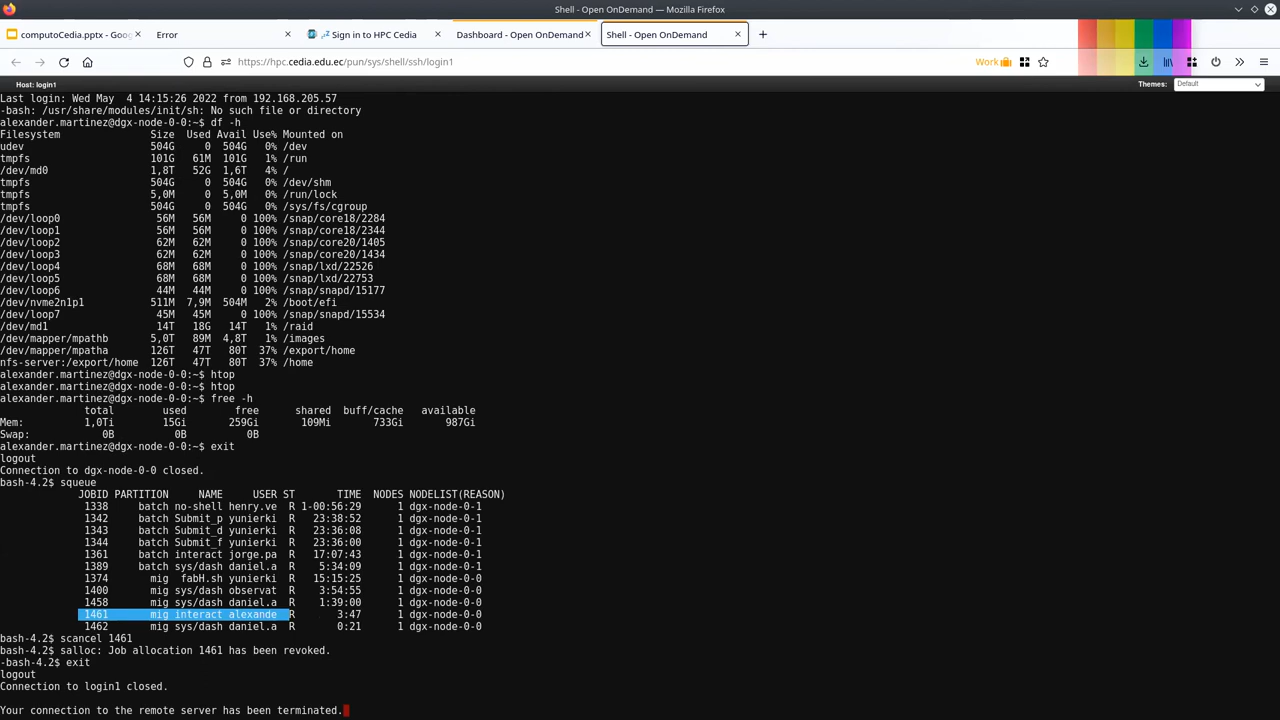 Shell - Open OnDemand — Mozilla Firefox
computoCedia.pptx - Goog
Error
Sign in to HPC Cedia
Dashboard - Open OnDemand
Shell - Open OnDemand
https://hpc.cedia.edu.ec/pun/sys/shell/ssh/login1
Work
Host: login1
Themes:
Default
Last login: Wed May  4 14:15:26 2022 from 192.168.205.57
-bash: /usr/share/modules/init/sh: No such file or directory
alexander.martinez@dgx-node-0-0:~$ df -h
Filesystem               Size  Used Avail Use% Mounted on
udev                     504G     0  504G   0% /dev
tmpfs                    101G   61M  101G   1% /run
/dev/md0                 1,8T   52G  1,6T   4% /
tmpfs                    504G     0  504G   0% /dev/shm
tmpfs                    5,0M     0  5,0M   0% /run/lock
tmpfs                    504G     0  504G   0% /sys/fs/cgroup
/dev/loop0                56M   56M     0 100% /snap/core18/2284
/dev/loop1                56M   56M     0 100% /snap/core18/2344
/dev/loop2                62M   62M     0 100% /snap/core20/1405
/dev/loop3                62M   62M     0 100% /snap/core20/1434
/dev/loop4                68M   68M     0 100% /snap/lxd/22526
/dev/loop5                68M   68M     0 100% /snap/lxd/22753
/dev/loop6                44M   44M     0 100% /snap/snapd/15177
/dev/nvme2n1p1           511M  7,9M  504M   2% /boot/efi
/dev/loop7                45M   45M     0 100% /snap/snapd/15534
/dev/md1                  14T   18G   14T   1% /raid
/dev/mapper/mpathb       5,0T   89M  4,8T   1% /images
/dev/mapper/mpatha       126T   47T   80T  37% /export/home
nfs-server:/export/home  126T   47T   80T  37% /home
alexander.martinez@dgx-node-0-0:~$ htop
alexander.martinez@dgx-node-0-0:~$ htop
alexander.martinez@dgx-node-0-0:~$ free -h
              total        used        free      shared  buff/cache   available
Mem:          1,0Ti        15Gi       259Gi       109Mi       733Gi       987Gi
Swap:            0B          0B          0B
alexander.martinez@dgx-node-0-0:~$ exit
logout
Connection to dgx-node-0-0 closed.
bash-4.2$ squeue
             JOBID PARTITION     NAME     USER ST       TIME  NODES NODELIST(REASON)
              1338     batch no-shell henry.ve  R 1-00:56:29      1 dgx-node-0-1
              1342     batch Submit_p yunierki  R   23:38:52      1 dgx-node-0-1
              1343     batch Submit_d yunierki  R   23:36:08      1 dgx-node-0-1
              1344     batch Submit_f yunierki  R   23:36:00      1 dgx-node-0-1
              1361     batch interact jorge.pa  R   17:07:43      1 dgx-node-0-1
              1389     batch sys/dash daniel.a  R    5:34:09      1 dgx-node-0-1
              1374       mig  fabH.sh yunierki  R   15:15:25      1 dgx-node-0-0
              1400       mig sys/dash observat  R    3:54:55      1 dgx-node-0-0
              1458       mig sys/dash daniel.a  R    1:39:00      1 dgx-node-0-0
              1461       mig interact alexande  R       3:47      1 dgx-node-0-0
              1462       mig sys/dash daniel.a  R       0:21      1 dgx-node-0-0
bash-4.2$ scancel 1461
bash-4.2$ salloc: Job allocation 1461 has been revoked.
-bash-4.2$ exit
logout
Connection to login1 closed.
Your connection to the remote server has been terminated.